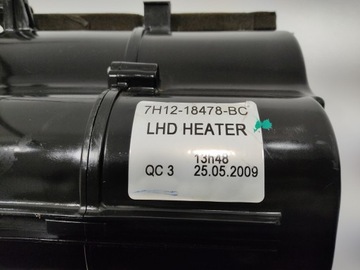 7H12-18478-BC
LHD HEATER
13h48
QC 3 25.05.2009